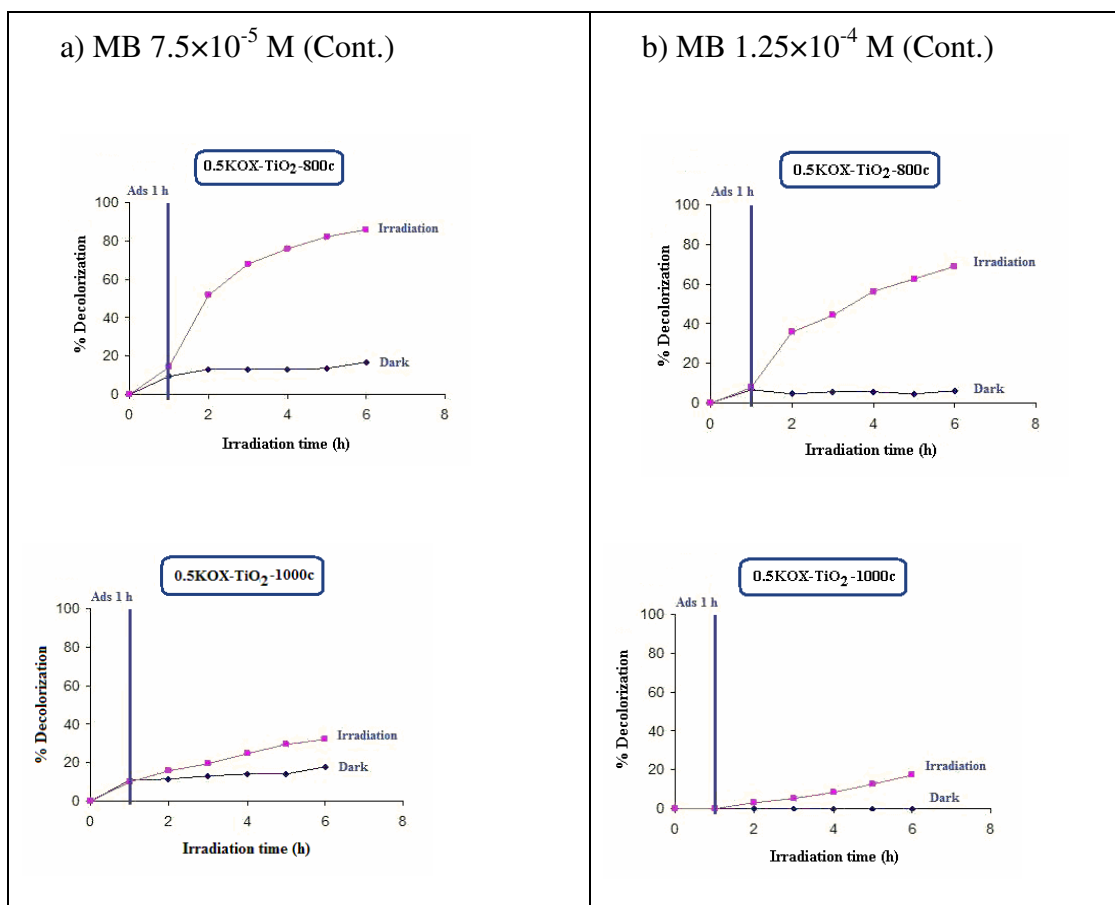 a) MB 7.5×10⁻⁵ M (Cont.)
0.5KOX-TiO₂-800c
Ads 1 h
100
80
60
40
20
0
% Decolorization
Irradiation
Dark
0 2 4 6 8
Irradiation time (h)
0.5KOX-TiO₂-1000c
Ads 1 h
100
80
60
40
20
0
% Decolorization
Irradiation
Dark
0 2 4 6 8
Irradiation time (h)
b) MB 1.25×10⁻⁴ M (Cont.)
0.5KOX-TiO₂-800c
Ads 1 h
100
80
60
40
20
0
% Decolorization
Irradiation
Dark
0 2 4 6 8
Irradiation time (h)
0.5KOX-TiO₂-1000c
Ads 1 h
100
80
60
40
20
0
% Decolorization
Irradiation
Dark
0 2 4 6 8
Irradiation time (h)